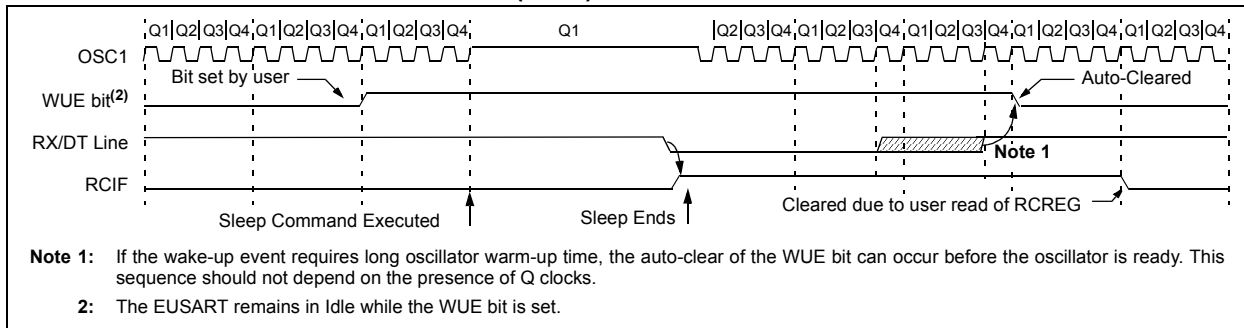 Q1 Q2 Q3 Q4 Q1 Q2 Q3 Q4 Q1 Q2 Q3 Q4 Q1 Q2 Q3 Q4 Q1 Q2 Q3 Q4 Q1 Q2 Q3 Q4 Q1 Q2 Q3 Q4
OSC1
Bit set by user
Auto-Cleared
WUE bit(2)
RX/DT Line
Note 1
RCIF
Cleared due to user read of RCREG
Sleep Command Executed
Sleep Ends
Note 1: If the wake-up event requires long oscillator warm-up time, the auto-clear of the WUE bit can occur before the oscillator is ready. This
sequence should not depend on the presence of Q clocks.
2: The EUSART remains in Idle while the WUE bit is set.